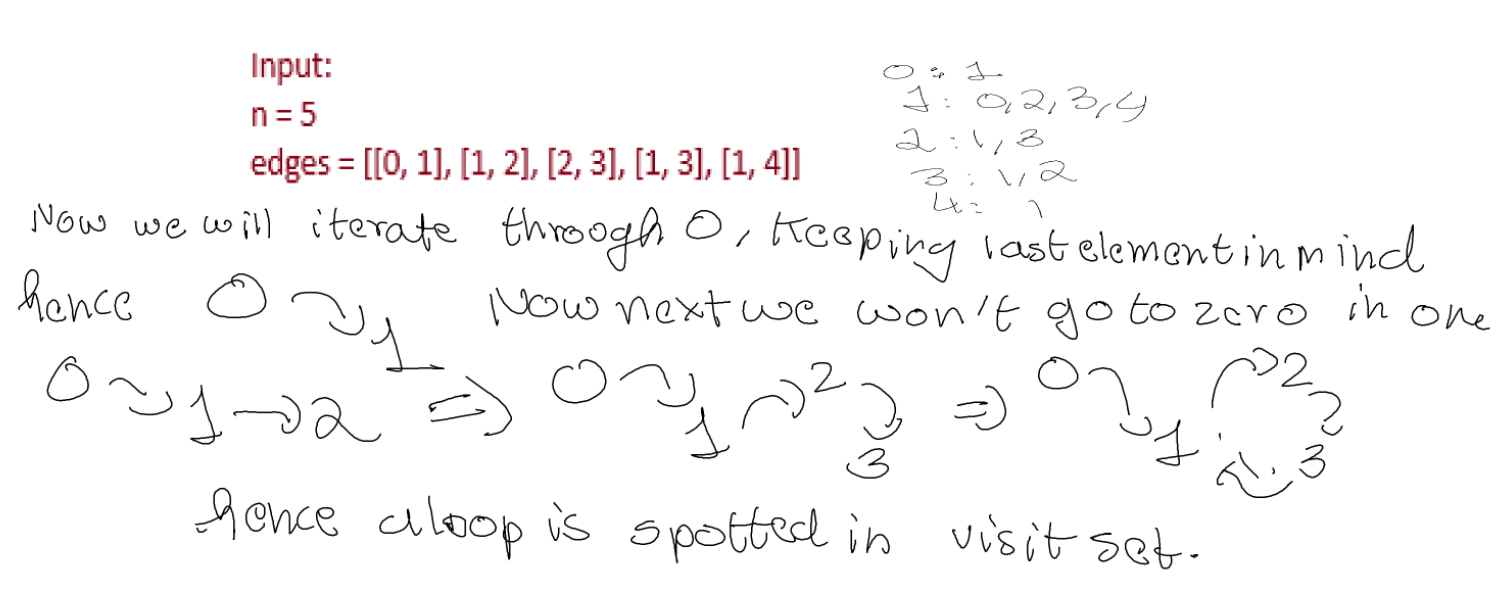 Input:
n = 5
edges = [[0, 1], [1, 2], [2, 3], [1, 3], [1, 4]]
0: 1
1: 0, 2, 3, 4
2: 1, 3
3: 1, 2
4: 1
Now we will iterate through 0, keeping last element in mind
hence 0 → 1 Now next we won't go to zero in one
0 → 1 → 2 ⇒ 0 → 1 → 2 → 3 ⇒ 0 → 1 → 2 → 3 →
hence a loop is spotted in visit set.